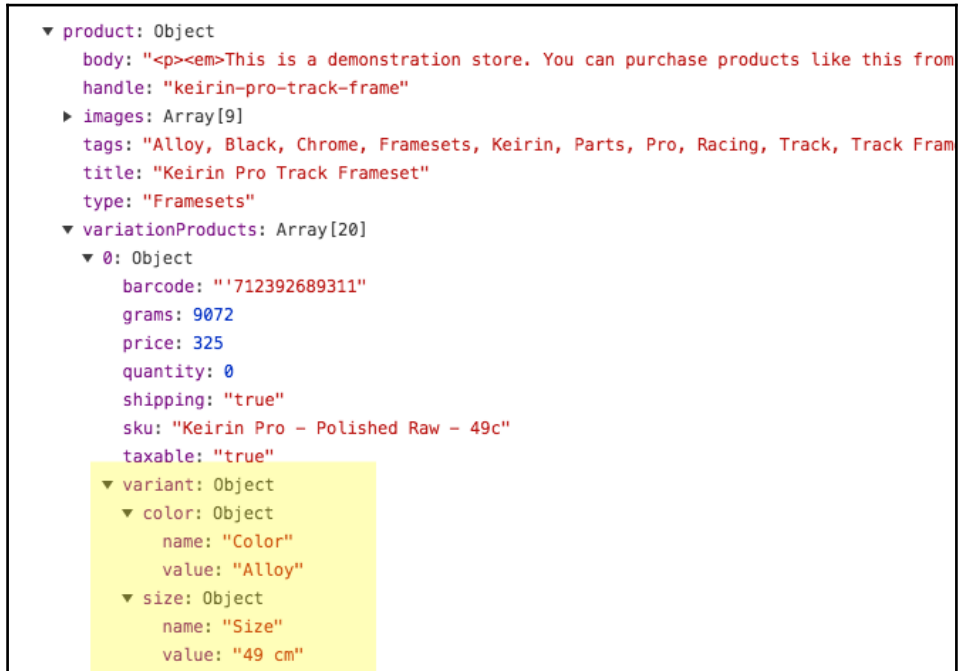 ▼ product: Object
body: "<p><em>This is a demonstration store. You can purchase products like this from
handle: "keirin-pro-track-frame"
▶ images: Array[9]
tags: "Alloy, Black, Chrome, Framesets, Keirin, Parts, Pro, Racing, Track, Track Fram
title: "Keirin Pro Track Frameset"
type: "Framesets"
▼ variationProducts: Array[20]
▼ 0: Object
barcode: "'712392689311"
grams: 9072
price: 325
quantity: 0
shipping: "true"
sku: "Keirin Pro – Polished Raw – 49c"
taxable: "true"
▼ variant: Object
▼ color: Object
name: "Color"
value: "Alloy"
▼ size: Object
name: "Size"
value: "49 cm"